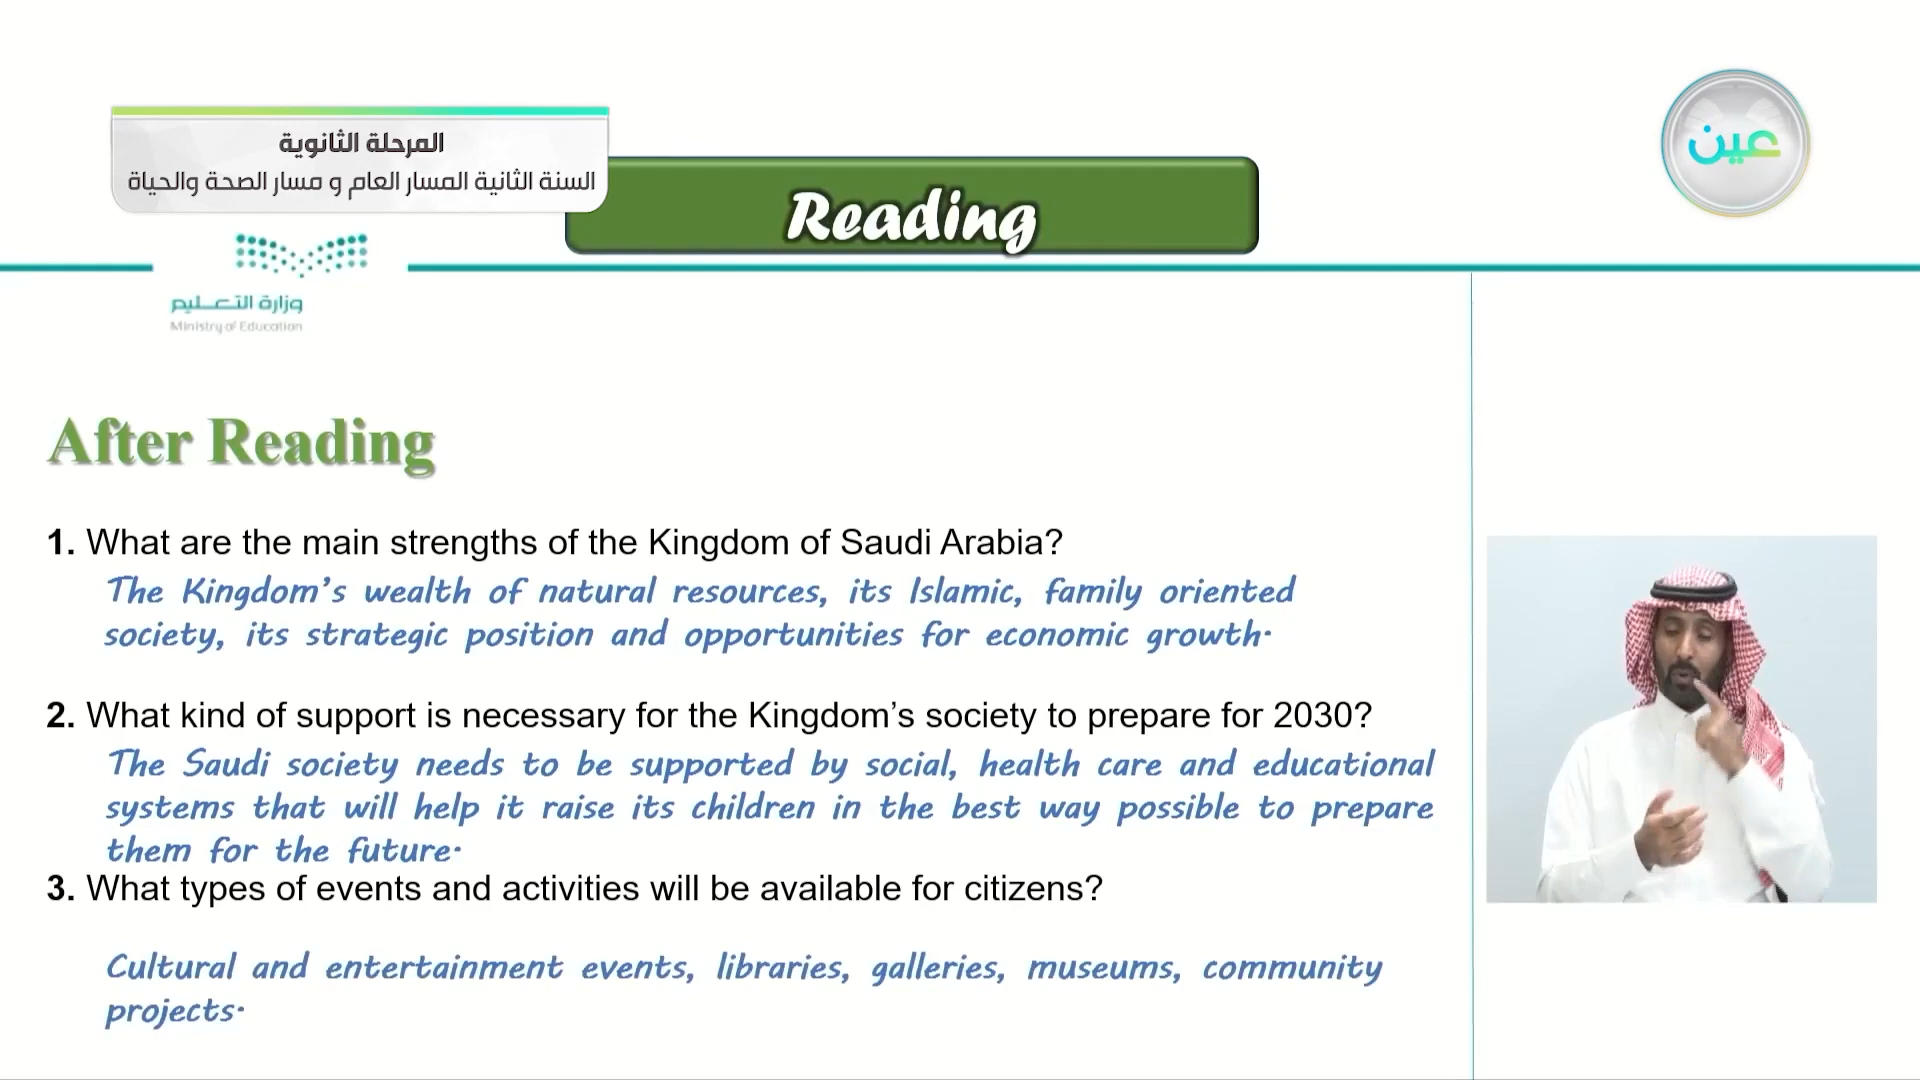 المرحلة الثانوية
السنة الثانية المسار العام و مسار الصحة والحياة
عين
Reading
وزارة التعليم
Ministry of Education
After Reading
1. What are the main strengths of the Kingdom of Saudi Arabia?
The Kingdom’s wealth of natural resources, its Islamic, family oriented
society, its strategic position and opportunities for economic growth.
2. What kind of support is necessary for the Kingdom’s society to prepare for 2030?
The Saudi society needs to be supported by social, health care and educational
systems that will help it raise its children in the best way possible to prepare
them for the future.
3. What types of events and activities will be available for citizens?
Cultural and entertainment events, libraries, galleries, museums, community
projects.